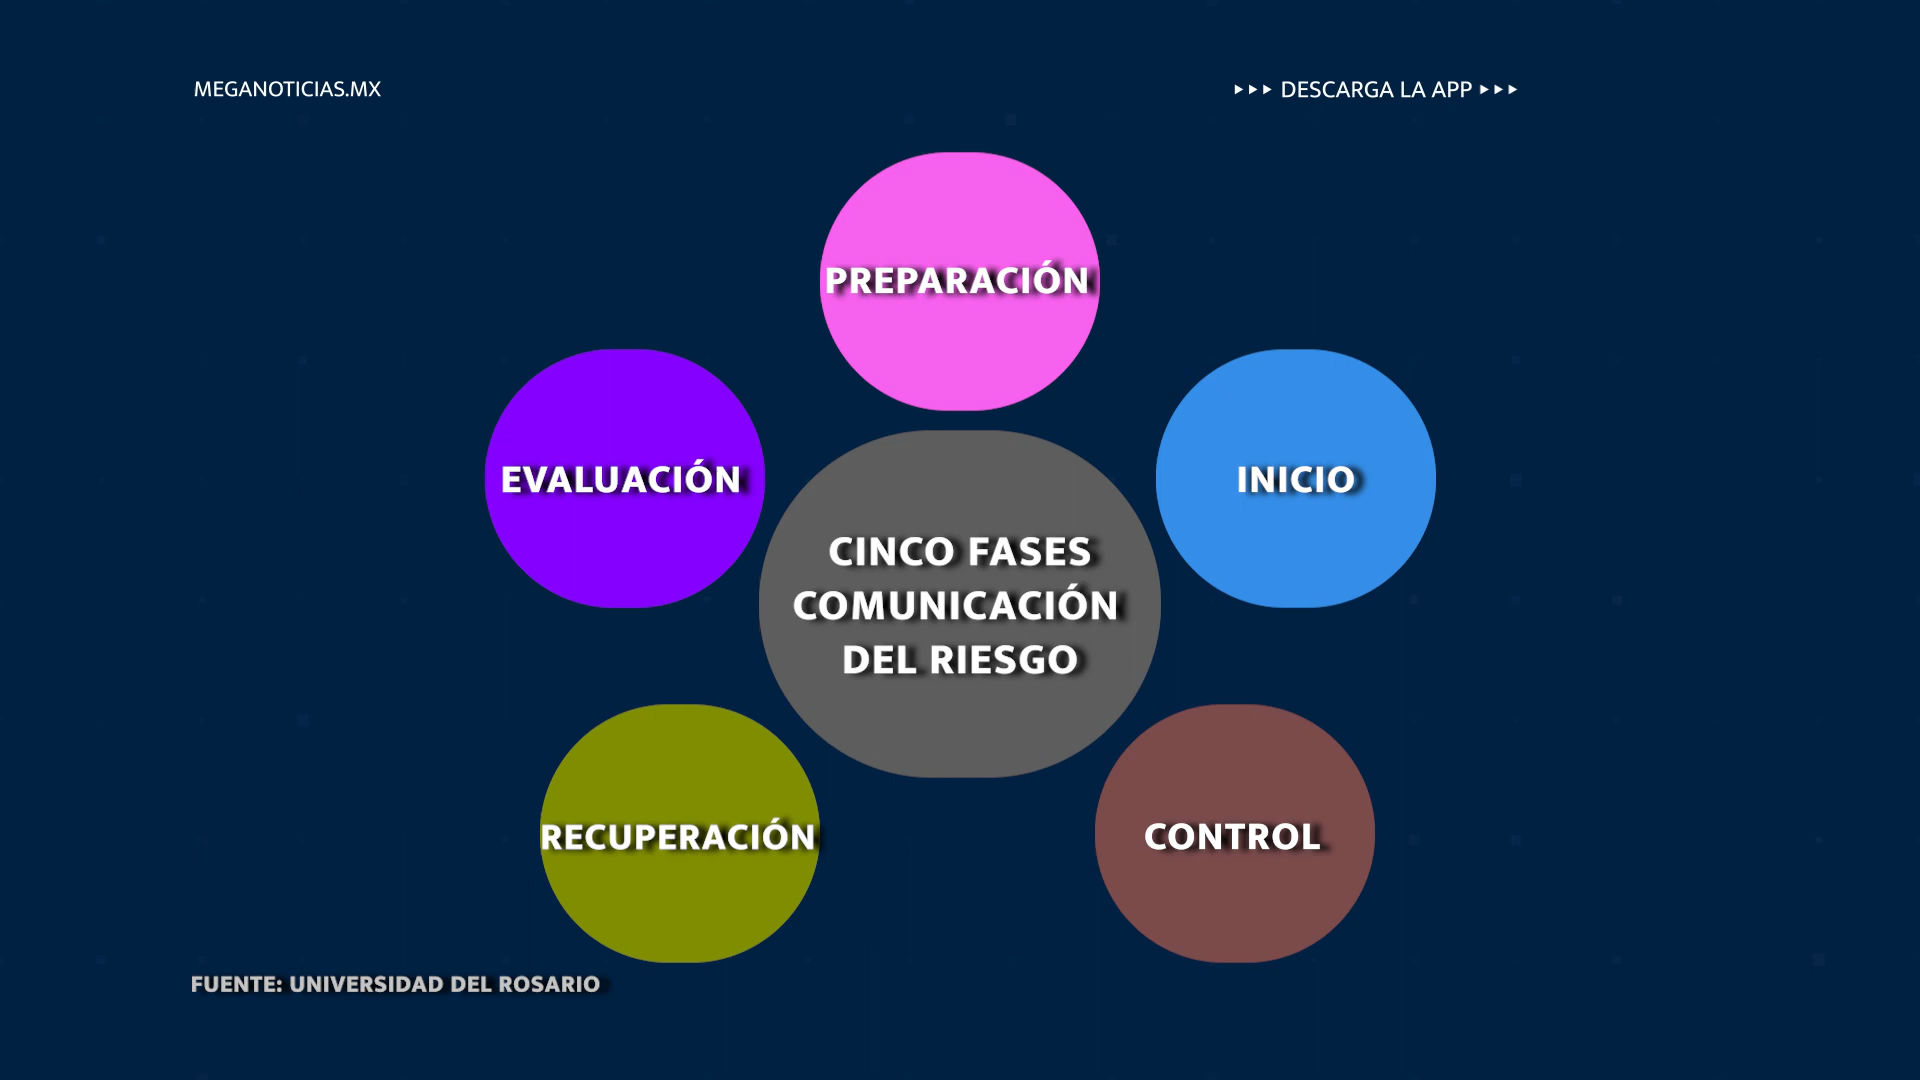 MEGANOTICIAS.MX
DESCARGA LA APP
PREPARACIÓN
EVALUACIÓN
INICIO
CINCO FASES
COMUNICACIÓN
DEL RIESGO
RECUPERACIÓN
CONTROL
FUENTE: UNIVERSIDAD DEL ROSARIO